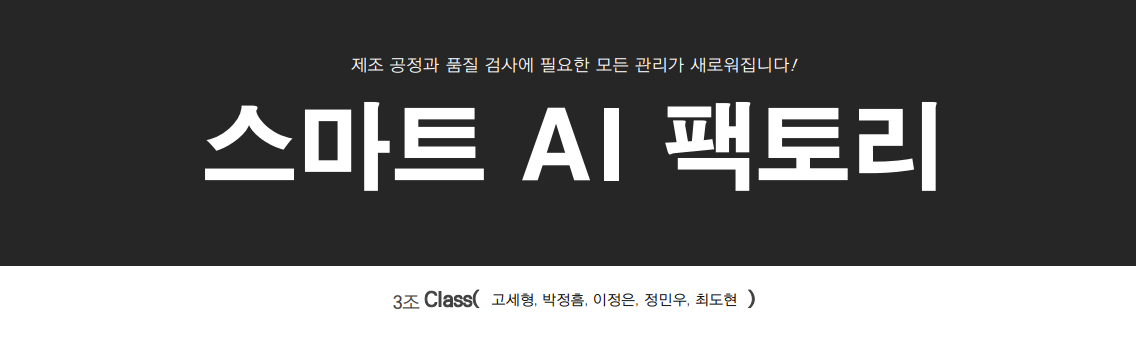 제조 공정과 품질 검사에 필요한 모든 관리가 새로워집니다!
스마트 AI 팩토리
3조 Class( 고세형, 박정흠, 이정은, 정민우, 최도현 )